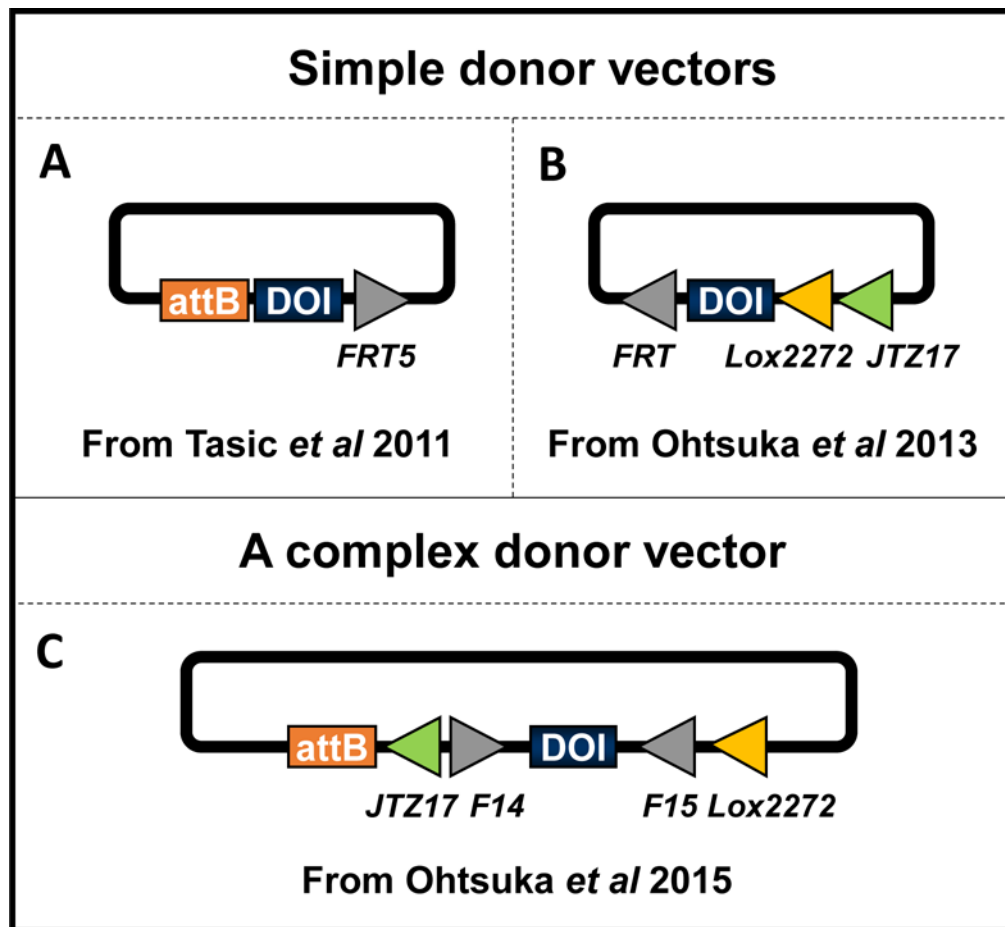 Simple donor vectors
A
attB DOI
FRT5
From Tasic et al 2011
B
DOI
FRT Lox2272 JTZ17
From Ohtsuka et al 2013
A complex donor vector
C
attB DOI
JTZ17 F14 F15 Lox2272
From Ohtsuka et al 2015